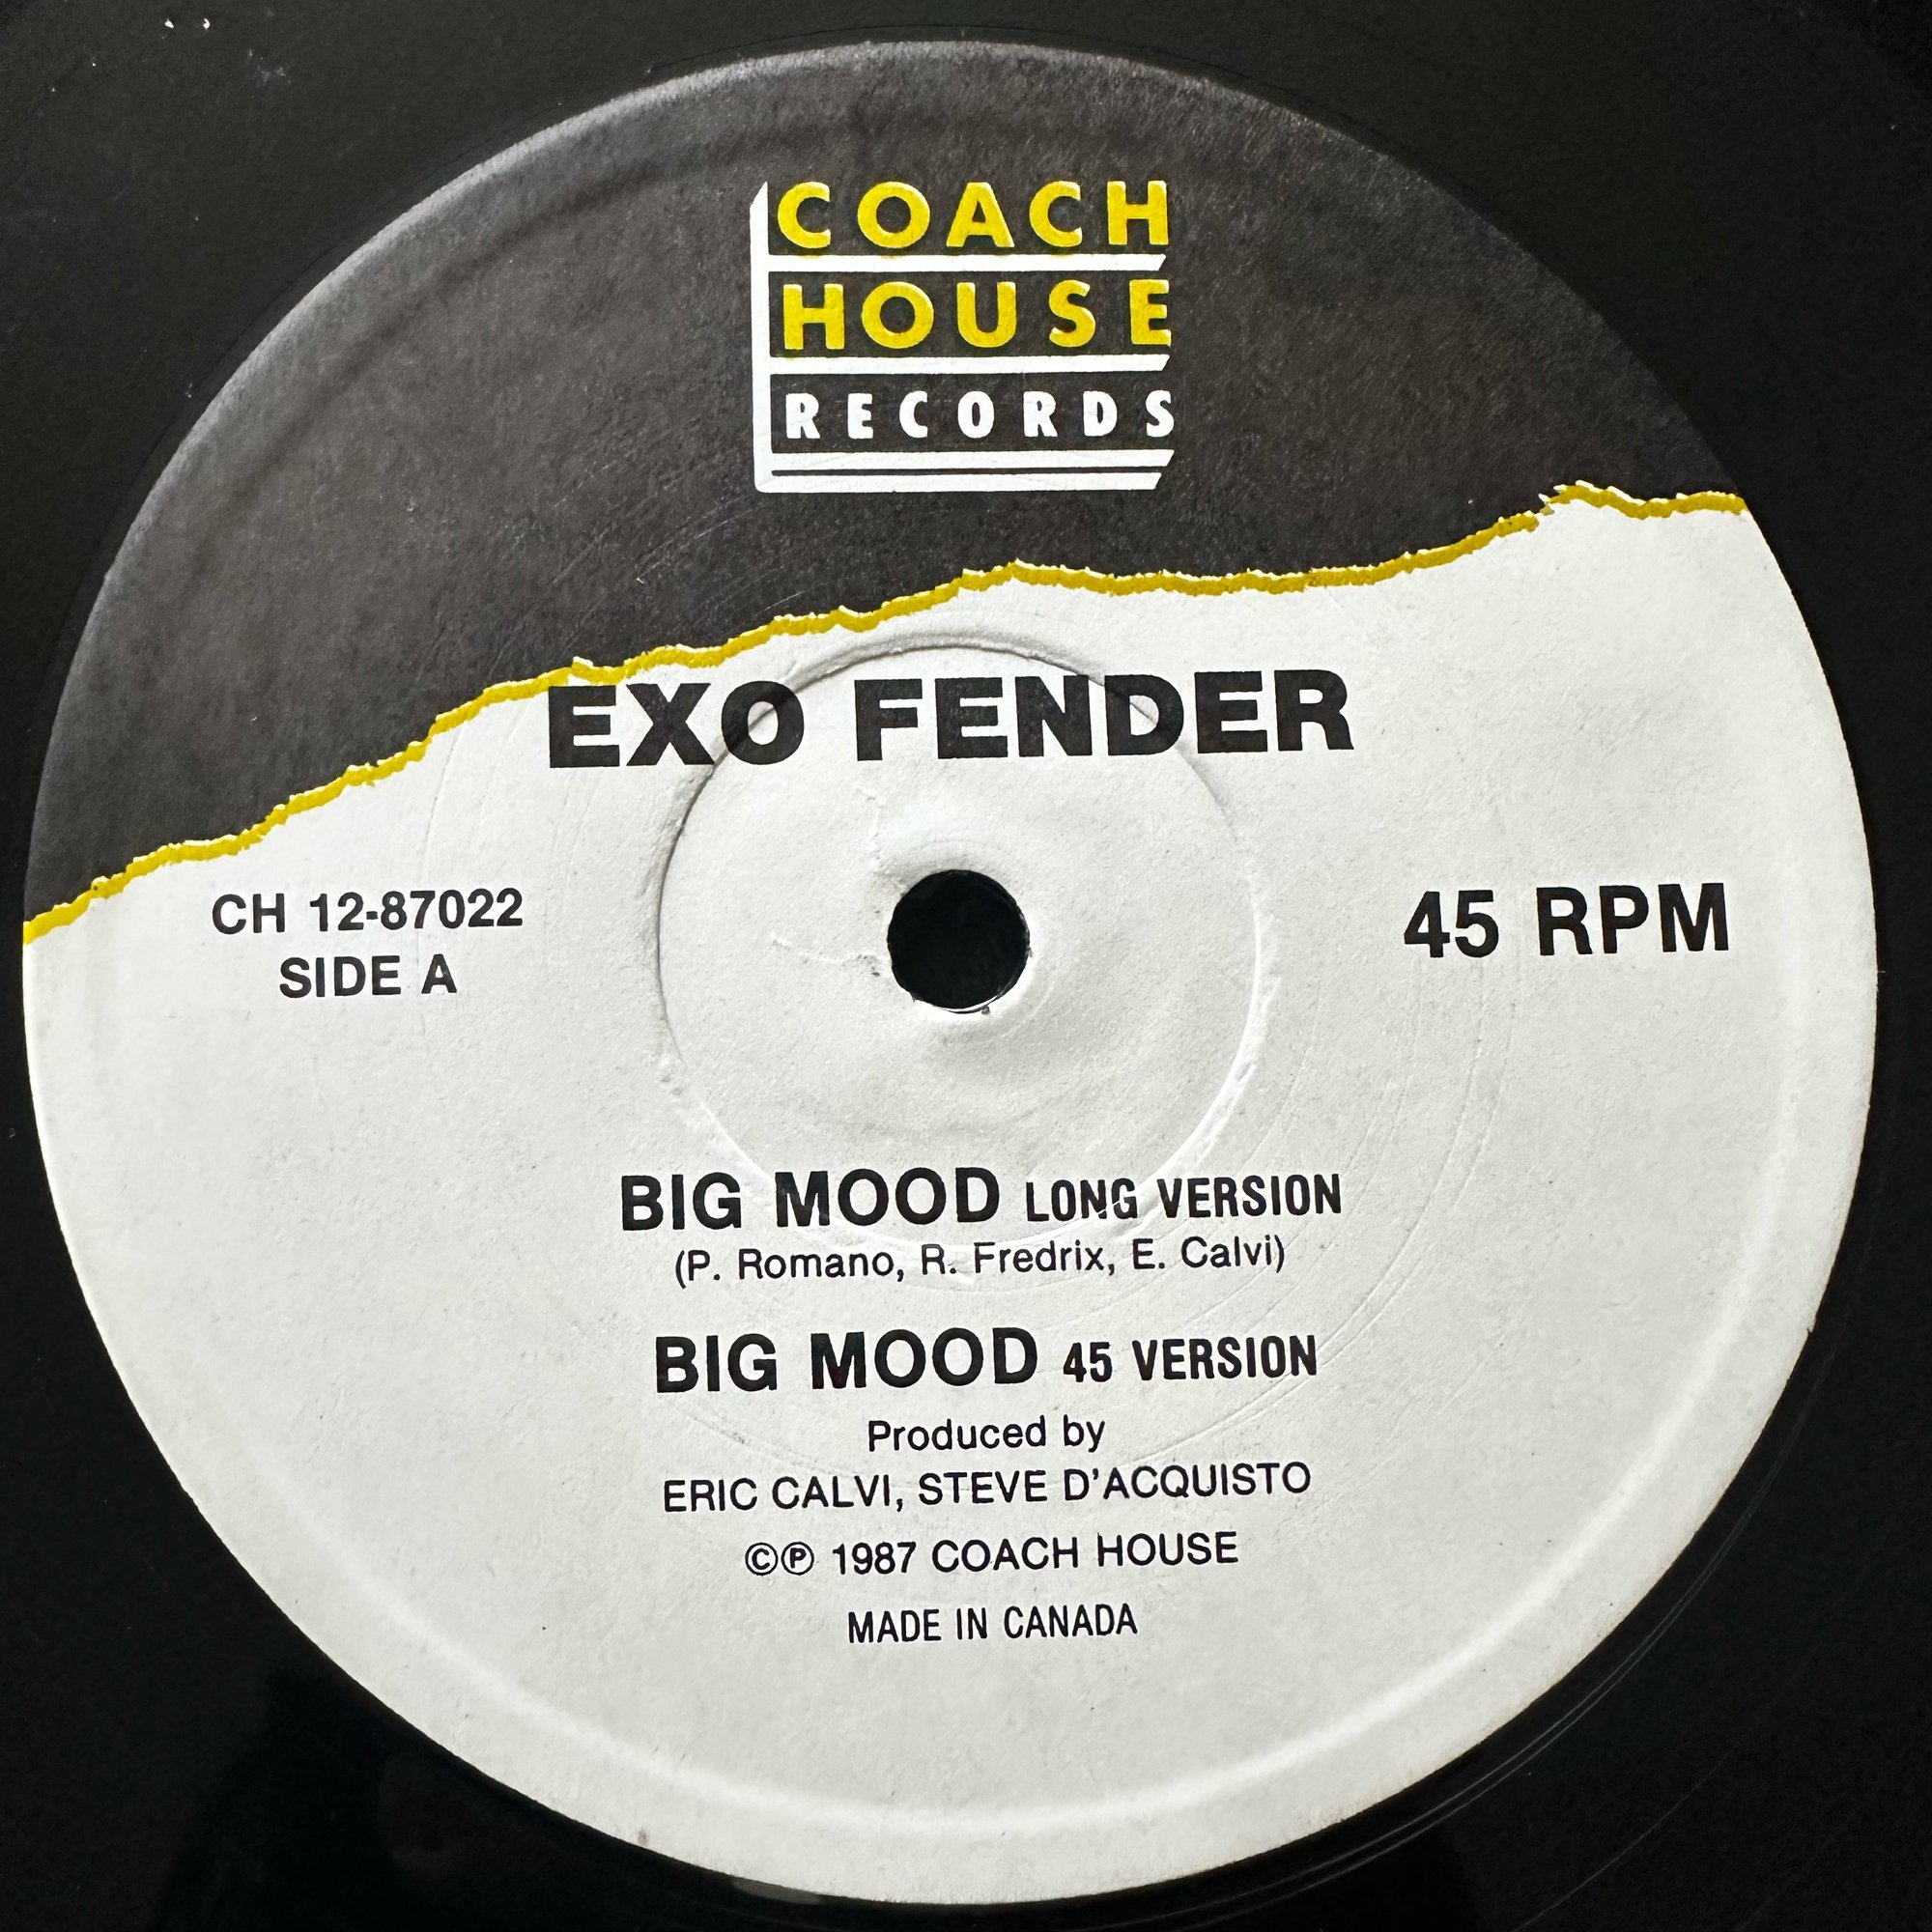 COACH
HOUSE
RECORDS
EXO FENDER
CH 12-87022
SIDE A
45 RPM
BIG MOOD LONG VERSION
(P. Romano, R. Fredrix, E. Calvi)
BIG MOOD 45 VERSION
Produced by
ERIC CALVI, STEVE D'ACQUISTO
©℗ 1987 COACH HOUSE
MADE IN CANADA